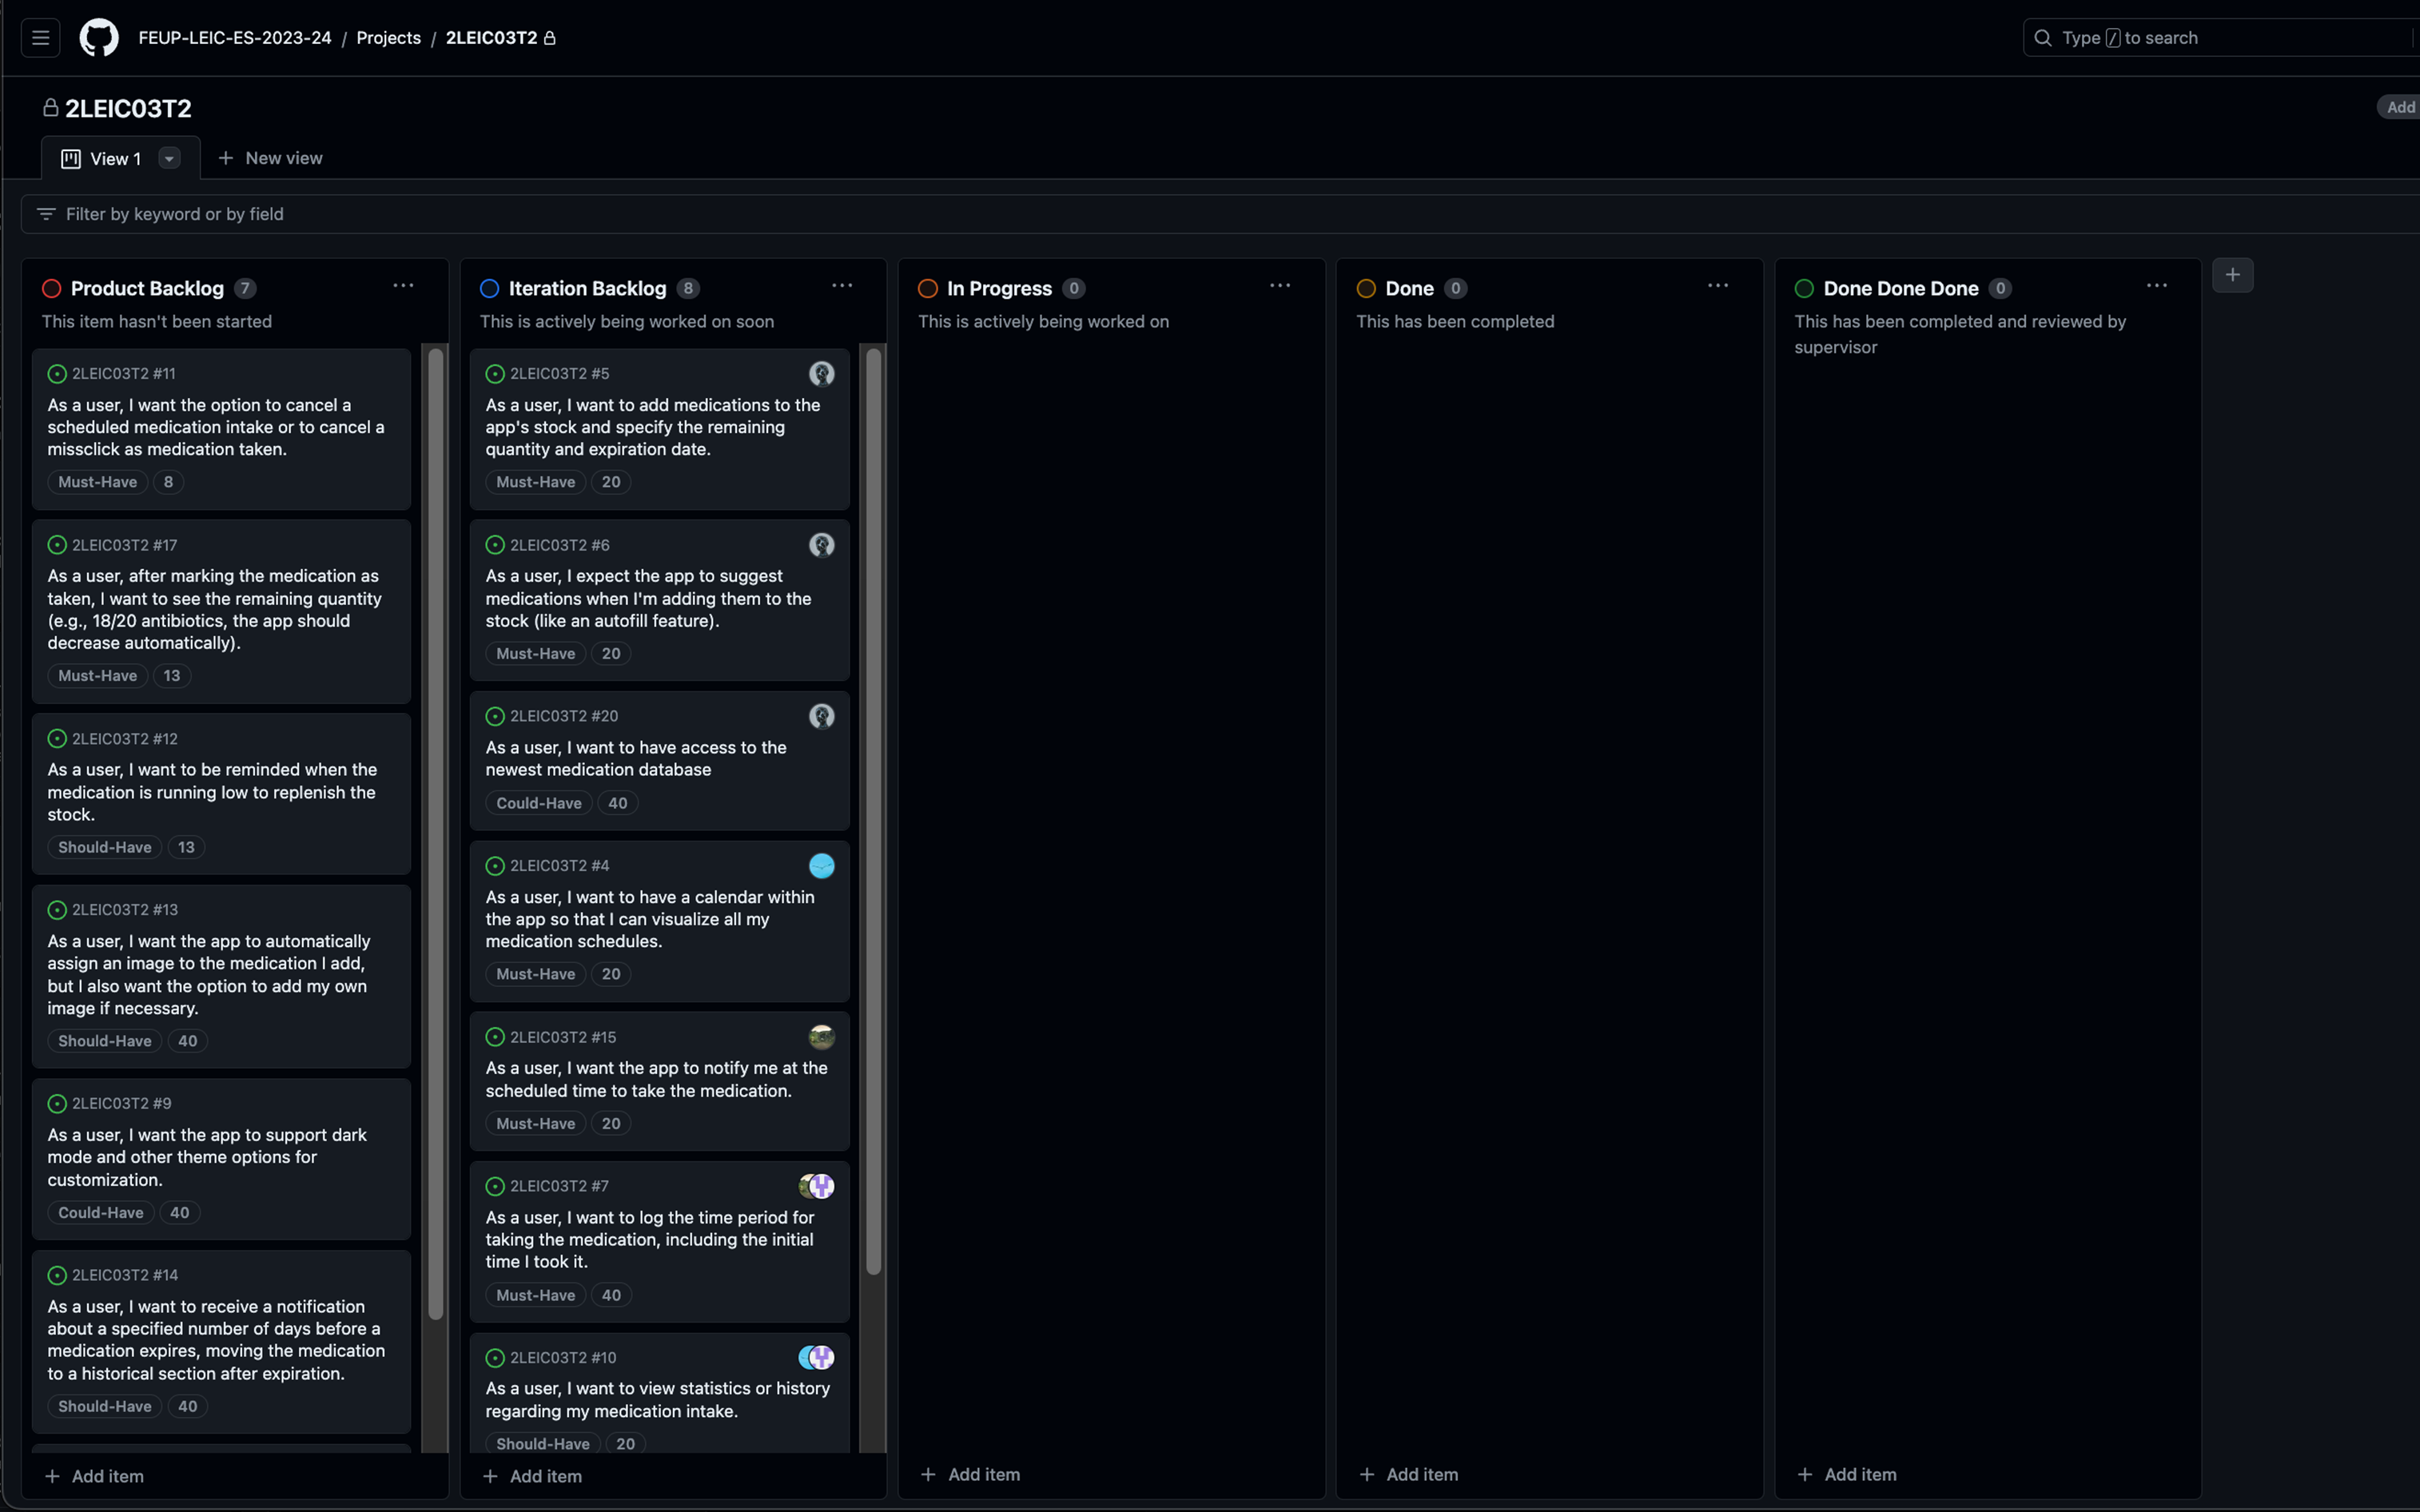 FEUP-LEIC-ES-2023-24 / Projects / 2LEIC03T2
Type / to search
2LEIC03T2
Add
View 1
New view
Filter by keyword or by field
Product Backlog 7
This item hasn't been started
2LEIC03T2 #11
As a user, I want the option to cancel a
scheduled medication intake or to cancel a
missclick as medication taken.
Must-Have 8
2LEIC03T2 #17
As a user, after marking the medication as
taken, I want to see the remaining quantity
(e.g., 18/20 antibiotics, the app should
decrease automatically).
Must-Have 13
2LEIC03T2 #12
As a user, I want to be reminded when the
medication is running low to replenish the
stock.
Should-Have 13
2LEIC03T2 #13
As a user, I want the app to automatically
assign an image to the medication I add,
but I also want the option to add my own
image if necessary.
Should-Have 40
2LEIC03T2 #9
As a user, I want the app to support dark
mode and other theme options for
customization.
Could-Have 40
2LEIC03T2 #14
As a user, I want to receive a notification
about a specified number of days before a
medication expires, moving the medication
to a historical section after expiration.
Should-Have 40
Add item
Iteration Backlog 8
This is actively being worked on soon
2LEIC03T2 #5
As a user, I want to add medications to the
app's stock and specify the remaining
quantity and expiration date.
Must-Have 20
2LEIC03T2 #6
As a user, I expect the app to suggest
medications when I'm adding them to the
stock (like an autofill feature).
Must-Have 20
2LEIC03T2 #20
As a user, I want to have access to the
newest medication database
Could-Have 40
2LEIC03T2 #4
As a user, I want to have a calendar within
the app so that I can visualize all my
medication schedules.
Must-Have 20
2LEIC03T2 #15
As a user, I want the app to notify me at the
scheduled time to take the medication.
Must-Have 20
2LEIC03T2 #7
As a user, I want to log the time period for
taking the medication, including the initial
time I took it.
Must-Have 40
2LEIC03T2 #10
As a user, I want to view statistics or history
regarding my medication intake.
Should-Have 20
Add item
In Progress 0
This is actively being worked on
Add item
Done 0
This has been completed
Add item
Done Done Done 0
This has been completed and reviewed by
supervisor
Add item